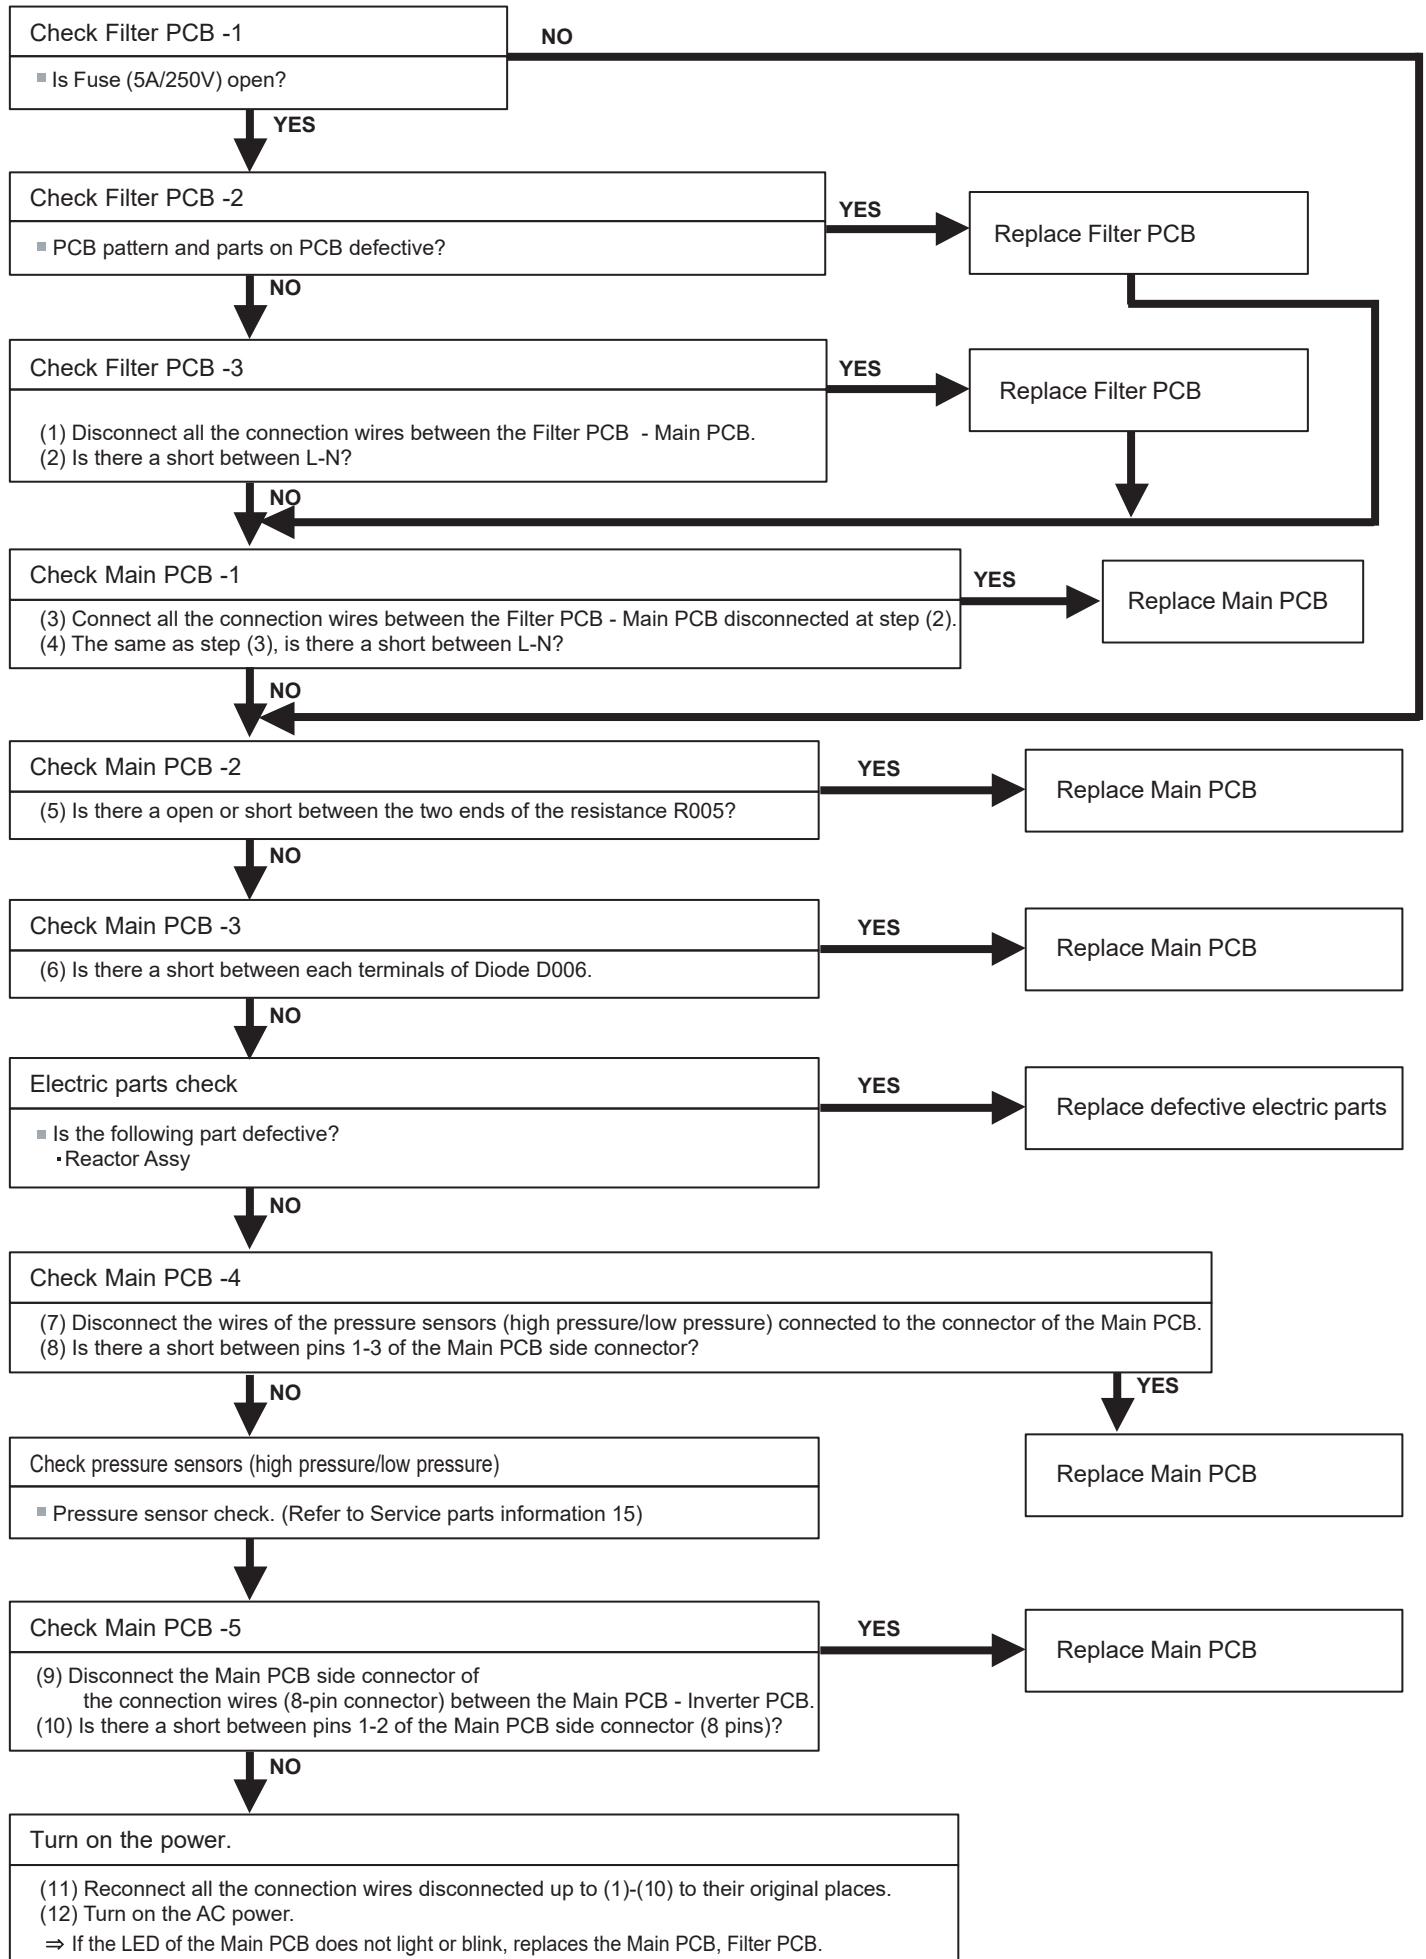 Check Filter PCB -1
NO
▪ Is Fuse (5A/250V) open?
YES
Check Filter PCB -2
YES
Replace Filter PCB
▪ PCB pattern and parts on PCB defective?
NO
Check Filter PCB -3
YES
Replace Filter PCB
(1) Disconnect all the connection wires between the Filter PCB - Main PCB.
(2) Is there a short between L-N?
NO
Check Main PCB -1
YES
Replace Main PCB
(3) Connect all the connection wires between the Filter PCB - Main PCB disconnected at step (2).
(4) The same as step (3), is there a short between L-N?
NO
Check Main PCB -2
YES
Replace Main PCB
(5) Is there a open or short between the two ends of the resistance R005?
NO
Check Main PCB -3
YES
Replace Main PCB
(6) Is there a short between each terminals of Diode D006.
NO
Electric parts check
YES
Replace defective electric parts
▪ Is the following part defective?
・Reactor Assy
NO
Check Main PCB -4
(7) Disconnect the wires of the pressure sensors (high pressure/low pressure) connected to the connector of the Main PCB.
(8) Is there a short between pins 1-3 of the Main PCB side connector?
NO
YES
Check pressure sensors (high pressure/low pressure)
Replace Main PCB
▪ Pressure sensor check. (Refer to Service parts information 15)
Check Main PCB -5
YES
Replace Main PCB
(9) Disconnect the Main PCB side connector of
the connection wires (8-pin connector) between the Main PCB - Inverter PCB.
(10) Is there a short between pins 1-2 of the Main PCB side connector (8 pins)?
NO
Turn on the power.
(11) Reconnect all the connection wires disconnected up to (1)-(10) to their original places.
(12) Turn on the AC power.
⇒ If the LED of the Main PCB does not light or blink, replaces the Main PCB, Filter PCB.